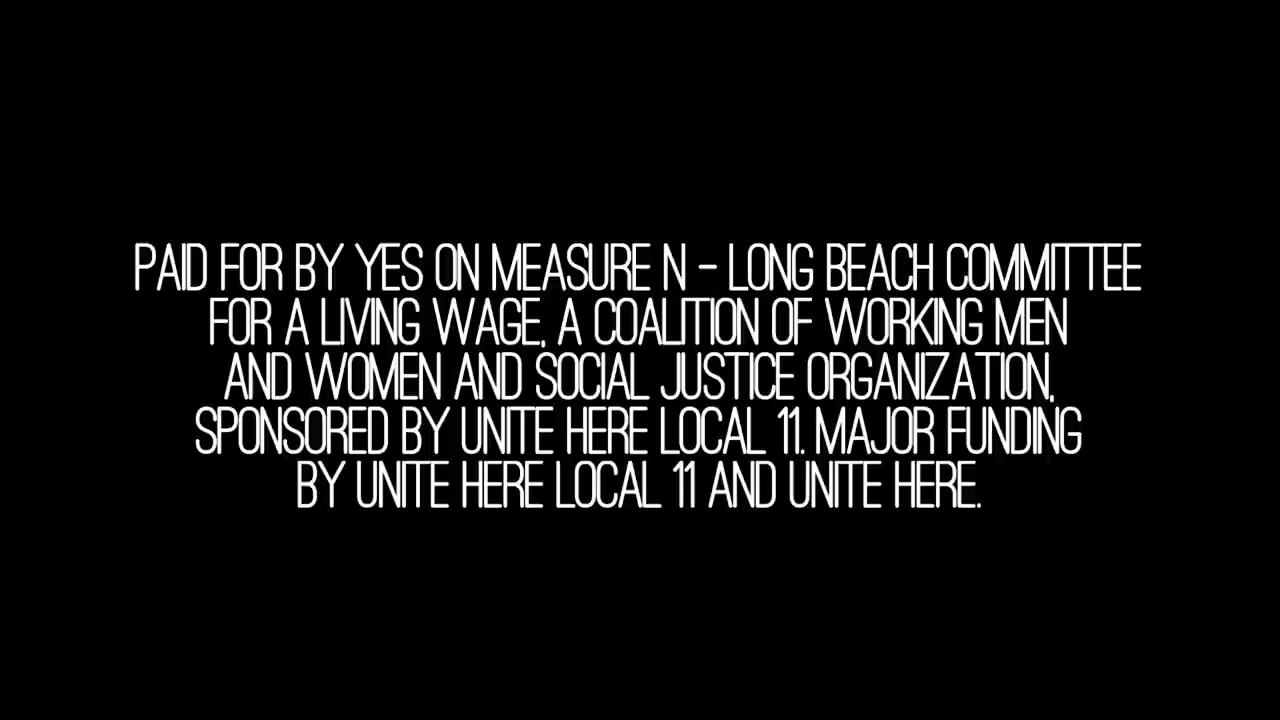 PAID FOR BY YES ON MEASURE N - LONG BEACH COMMITTEE
FOR A LIVING WAGE, A COALITION OF WORKING MEN
AND WOMEN AND SOCIAL JUSTICE ORGANIZATION,
SPONSORED BY UNITE HERE LOCAL 11. MAJOR FUNDING
BY UNITE HERE LOCAL 11 AND UNITE HERE.